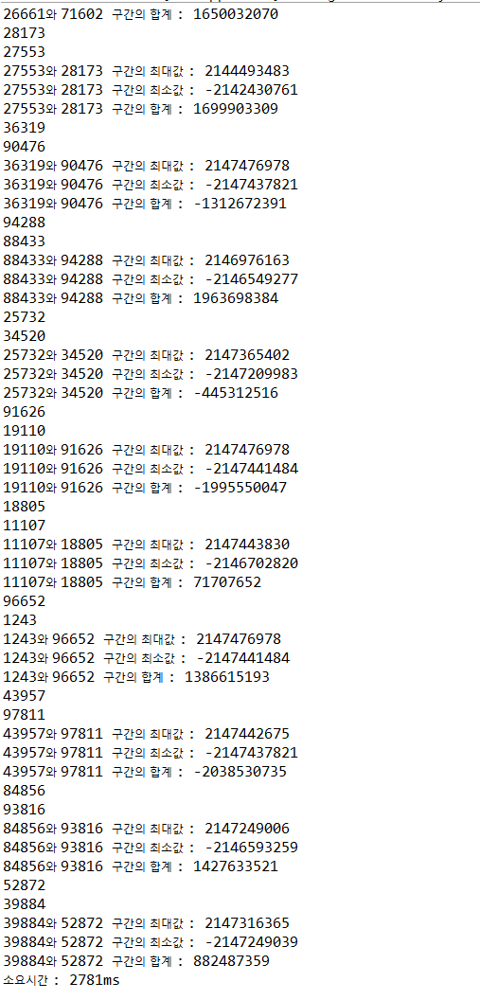 26661와 71602 구간의 합계 : 1650032070
28173
27553
27553와 28173 구간의 최대값 : 2144493483
27553와 28173 구간의 최소값 : -2142430761
27553와 28173 구간의 합계 : 1699903309
36319
90476
36319와 90476 구간의 최대값 : 2147476978
36319와 90476 구간의 최소값 : -2147437821
36319와 90476 구간의 합계 : -1312672391
94288
88433
88433와 94288 구간의 최대값 : 2146976163
88433와 94288 구간의 최소값 : -2146549277
88433와 94288 구간의 합계 : 1963698384
25732
34520
25732와 34520 구간의 최대값 : 2147365402
25732와 34520 구간의 최소값 : -2147209983
25732와 34520 구간의 합계 : -445312516
91626
19110
19110와 91626 구간의 최대값 : 2147476978
19110와 91626 구간의 최소값 : -2147441484
19110와 91626 구간의 합계 : -1995550047
18805
11107
11107와 18805 구간의 최대값 : 2147443830
11107와 18805 구간의 최소값 : -2146702820
11107와 18805 구간의 합계 : 71707652
96652
1243
1243와 96652 구간의 최대값 : 2147476978
1243와 96652 구간의 최소값 : -2147441484
1243와 96652 구간의 합계 : 1386615193
43957
97811
43957와 97811 구간의 최대값 : 2147442675
43957와 97811 구간의 최소값 : -2147437821
43957와 97811 구간의 합계 : -2038530735
84856
93816
84856와 93816 구간의 최대값 : 2147249006
84856와 93816 구간의 최소값 : -2146593259
84856와 93816 구간의 합계 : 1427633521
52872
39884
39884와 52872 구간의 최대값 : 2147316365
39884와 52872 구간의 최소값 : -2147249039
39884와 52872 구간의 합계 : 882487359
소요시간 : 2781ms